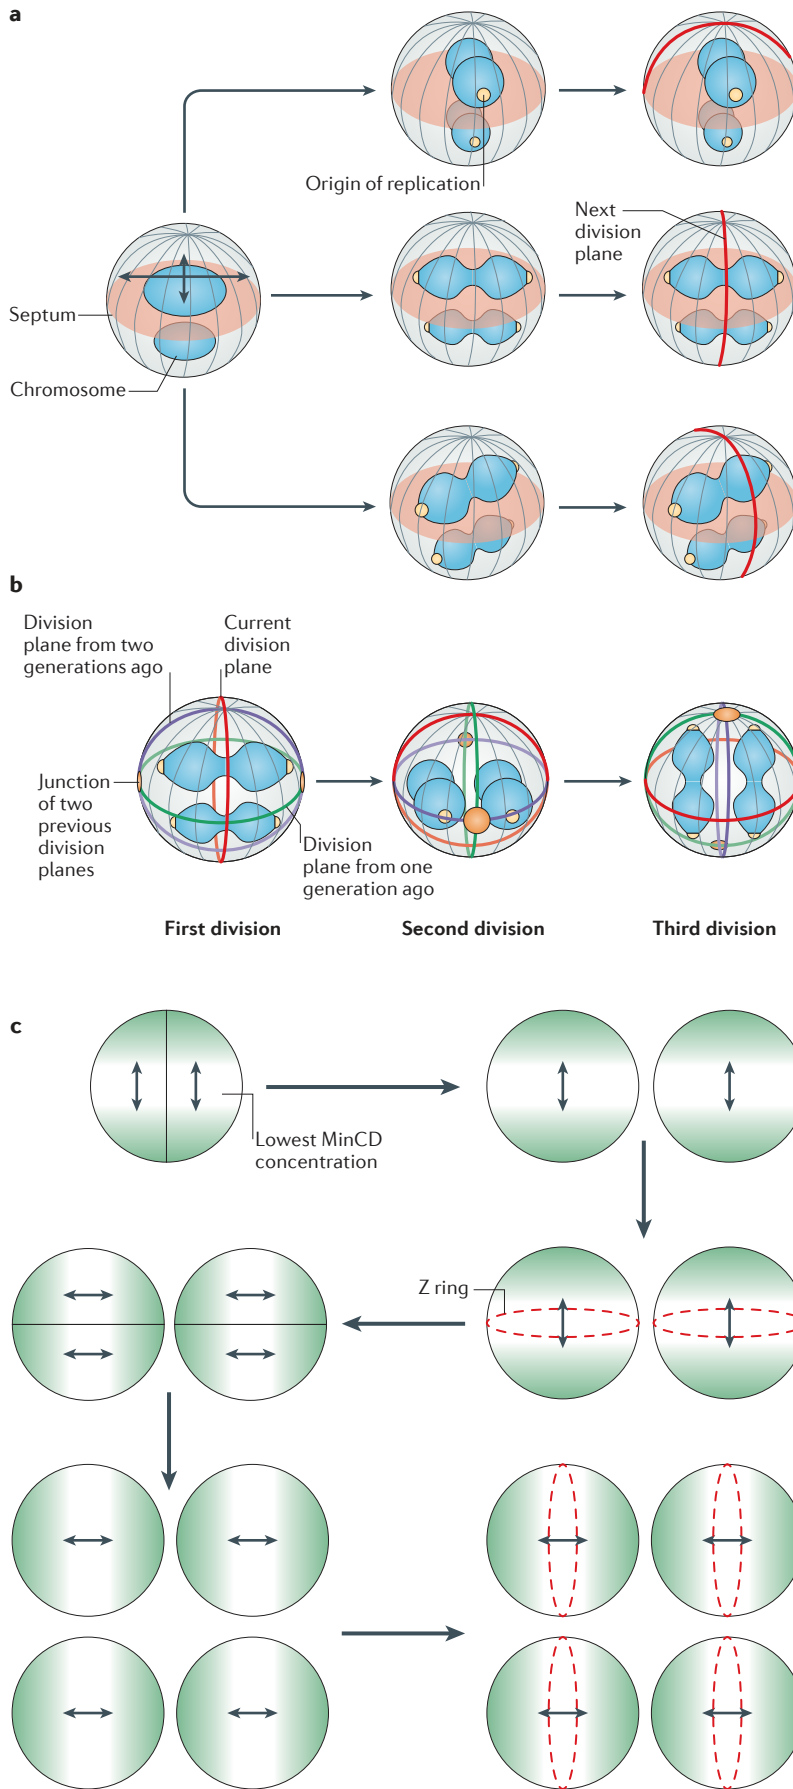 a
Origin of replication
Next
division
plane
Septum
Chromosome
b
Division
plane from two
generations ago
Current
division
plane
Junction
of two
previous
division
planes
Division
plane from one
generation ago
First division
Second division
Third division
c
Lowest MinCD
concentration
Z ring